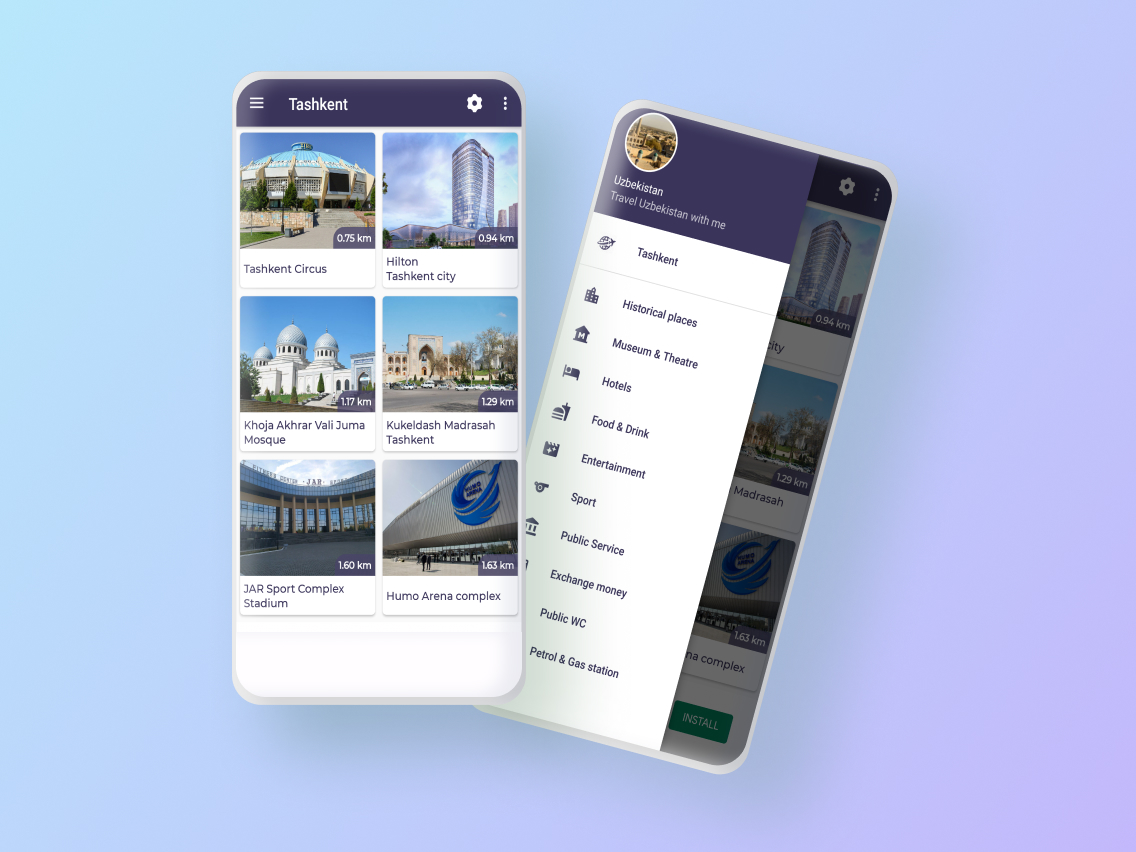 Tashkent
0.75 km
Tashkent Circus
0.94 km
Hilton
Tashkent city
1.17 km
Khoja Akhrar Vali Juma
Mosque
1.29 km
Kukeldash Madrasah
Tashkent
JAR
1.60 km
JAR Sport Complex
Stadium
HUMO
ARENA
1.63 km
Humo Arena complex
Uzbekistan
Travel Uzbekistan with me
Tashkent
Historical places
Museum & Theatre
Hotels
Food & Drink
Entertainment
Sport
Public Service
Exchange money
Public WC
Petrol & Gas station
0.94 km
city
1.29 km
Madrasah
HUMO
1.63 km
na complex
INSTALL